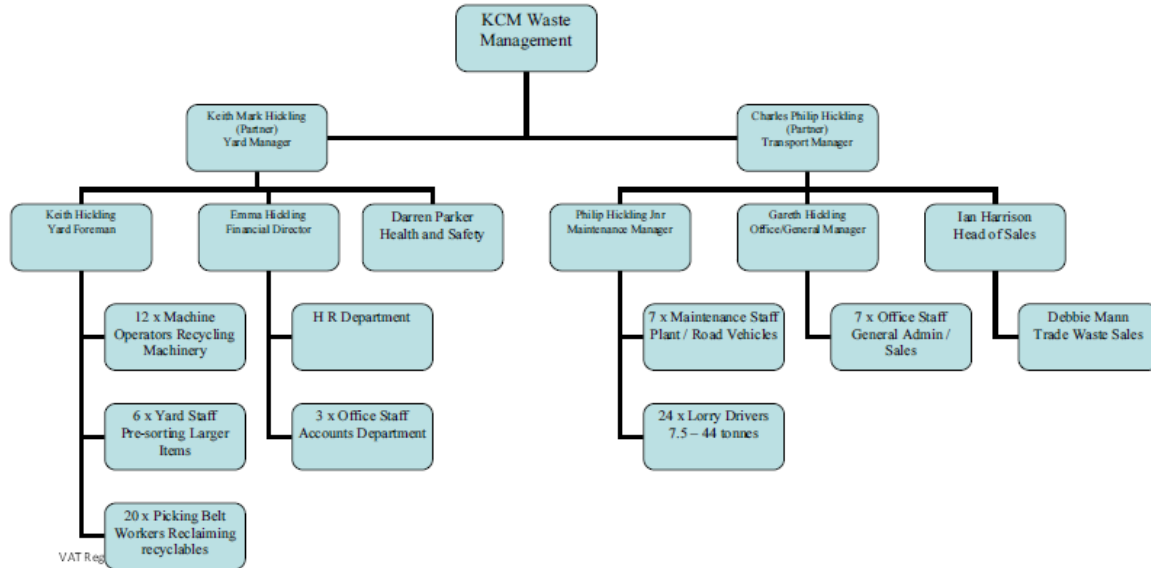 KCM Waste
Management
Keith Mark Hickling
(Partner)
Yard Manager
Charles Philip Hickling
(Partner)
Transport Manager
Keith Hickling
Yard Foreman
Emma Hickling
Financial Director
Darren Parker
Health and Safety
Philip Hickling Jnr
Maintenance Manager
Gareth Hickling
Office/General Manager
Ian Harrison
Head of Sales
12 x Machine
Operators Recycling
Machinery
H R Department
7 x Maintenance Staff
Plant / Road Vehicles
7 x Office Staff
General Admin /
Sales
Debbie Mann
Trade Waste Sales
6 x Yard Staff
Pre-sorting Larger
Items
3 x Office Staff
Accounts Department
24 x Lorry Drivers
7.5 – 44 tonnes
20 x Picking Belt
Workers Reclaiming
recyclables
VAT Reg